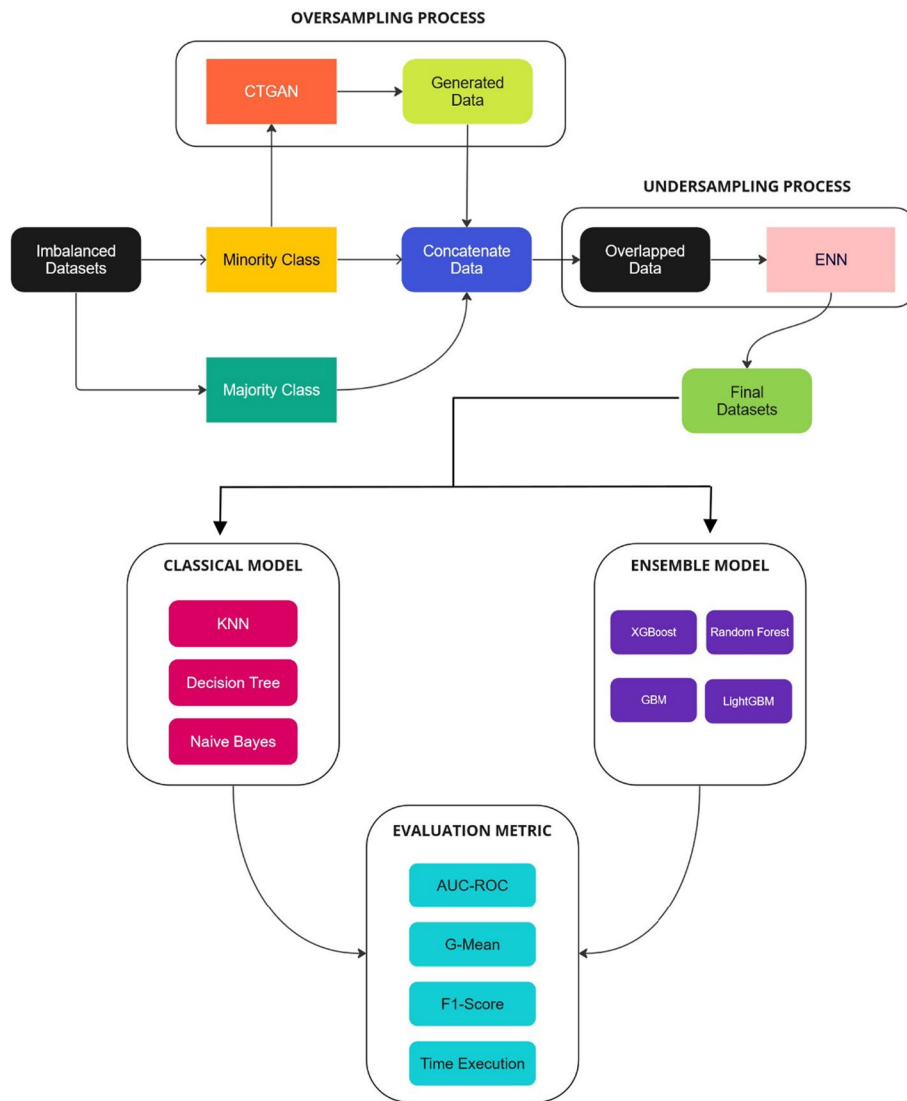 OVERSAMPLING PROCESS
CTGAN
Generated
Data
UNDERSAMPLING PROCESS
Imbalanced
Datasets
Minority Class
Concatenate
Data
Overlapped
Data
ENN
Majority Class
Final
Datasets
CLASSICAL MODEL
KNN
Decision Tree
Naive Bayes
ENSEMBLE MODEL
XGBoost
Random Forest
GBM
LightGBM
EVALUATION METRIC
AUC-ROC
G-Mean
F1-Score
Time Execution